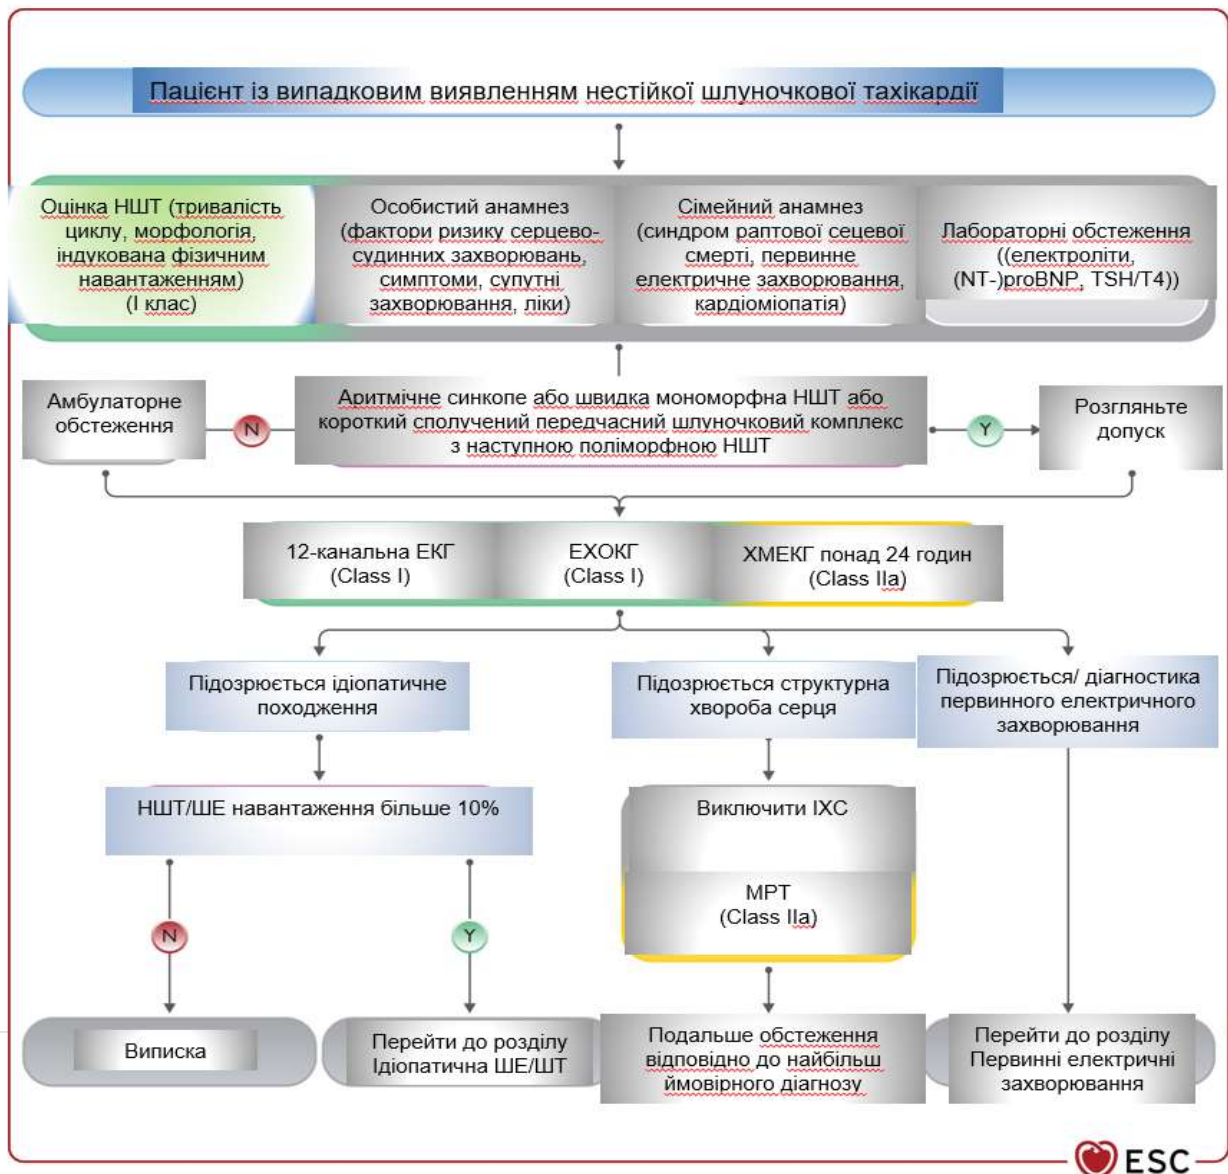 Пацієнт із випадковим виявленням нестійкої шлуночкової тахікардії
Оцінка НШТ (тривалість
циклу, морфологія,
індукована фізичним
навантаженням)
(І клас)
Особистий анамнез
(фактори ризику серцево-
судинних захворювань,
симптоми, супутні
захворювання, ліки)
Сімейний анамнез
(синдром раптової сецевої
смерті, первинне
електричне захворювання,
кардіоміопатія)
Лабораторні обстеження
((електроліти,
(NT-)proBNP, TSH/T4))
Амбулаторне
обстеження
N
Аритмічне синкопе або швидка мономорфна НШТ або
короткий сполучений передчасний шлуночковий комплекс
з наступною поліморфною НШТ
Y
Розгляньте
допуск
12-канальна ЕКГ
(Class I)
ЕХОКГ
(Class I)
ХМЕКГ понад 24 годин
(Class IIa)
Підозрюється ідіопатичне
походження
Підозрюється структурна
хвороба серця
Підозрюється/ діагностика
первинного електричного
захворювання
НШТ/ШЕ навантаження більше 10%
Виключити ІХС
МРТ
(Class IIa)
N
Y
Виписка
Перейти до розділу
Ідіопатична ШЕ/ШТ
Подальше обстеження
відповідно до найбільш
ймовірного діагнозу
Перейти до розділу
Первинні електричні
захворювання
ESC